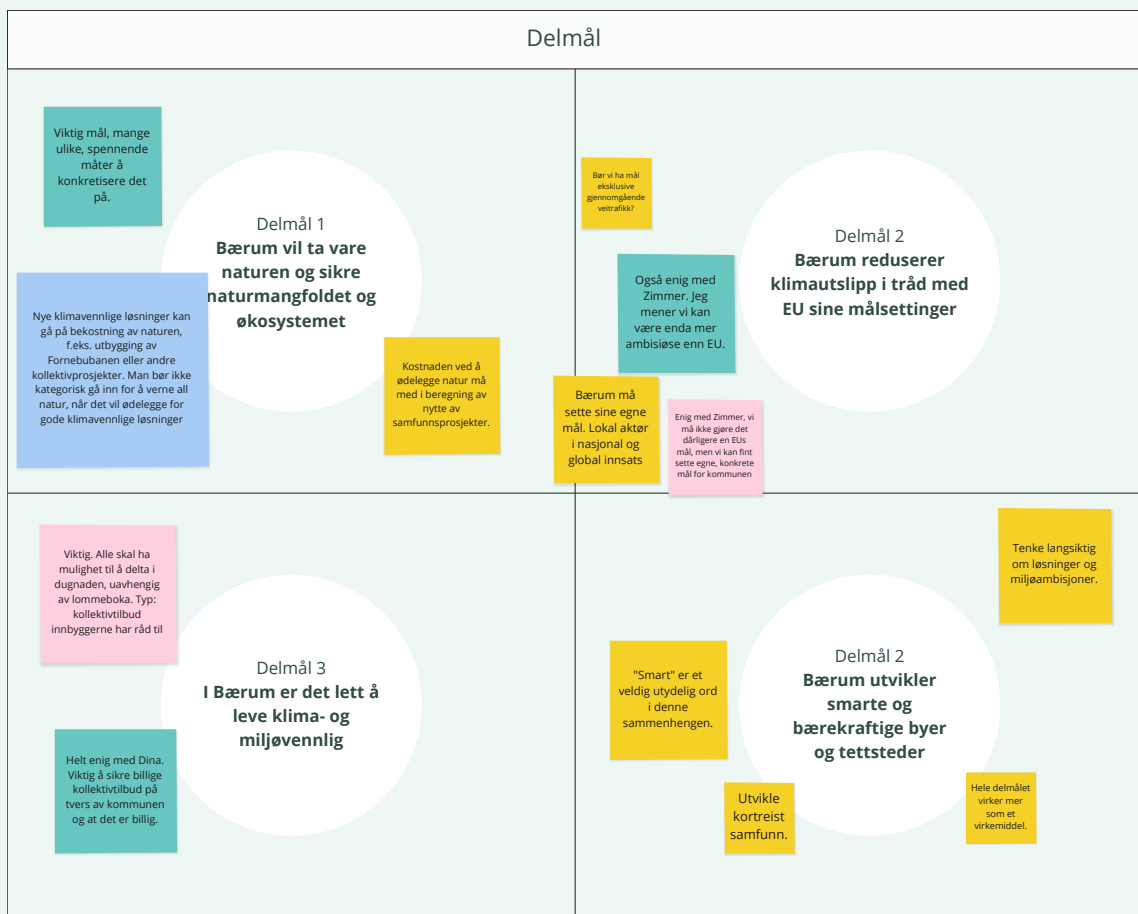 Delmål
Viktig mål, mange
ulike, spennende
måter å
konkretisere det
på.
Delmål 1
Bærum vil ta vare
naturen og sikre
naturmangfoldet og
økosystemet
Nye klimavennlige løsninger kan
gå på bekostning av naturen,
f.eks. utbygging av
Fornebubanen eller andre
kollektivprosjekter. Man bør ikke
kategorisk gå inn for å verne all
natur, når det vil ødelegge for
gode klimavennlige løsninger
Kostnaden ved å
ødelegge natur må
med i beregning av
nytte av
samfunnsprosjekter.
Bør vi ha mål
eksklusive
gjennomgående
veitrafikk?
Delmål 2
Bærum reduserer
klimautslipp i tråd med
EU sine målsettinger
Også enig med
Zimmer. Jeg
mener vi kan
være enda mer
ambisiøse enn EU.
Bærum må
sette sine egne
mål. Lokal aktør
i nasjonal og
global innsats
Enig med Zimmer, vi
må ikke gjøre det
dårligere en EUs
mål, men vi kan fint
sette egne, konkrete
mål for kommunen
Viktig. Alle skal ha
mulighet til å delta i
dugnaden, uavhengig
av lommeboka. Typ:
kollektivtilbud
innbyggerne har råd til
Delmål 3
I Bærum er det lett å
leve klima- og
miljøvennlig
Helt enig med Dina.
Viktig å sikre billige
kollektivtilbud på
tvers av kommunen
og at det er billig.
Tenke langsiktig
om løsninger og
miljøambisjoner.
"Smart" er et
veldig utydelig ord
i denne
sammenhengen.
Delmål 2
Bærum utvikler
smarte og
bærekraftige byer
og tettsteder
Utvikle
kortreist
samfunn.
Hele delmålet
virker mer
som et
virkemiddel.